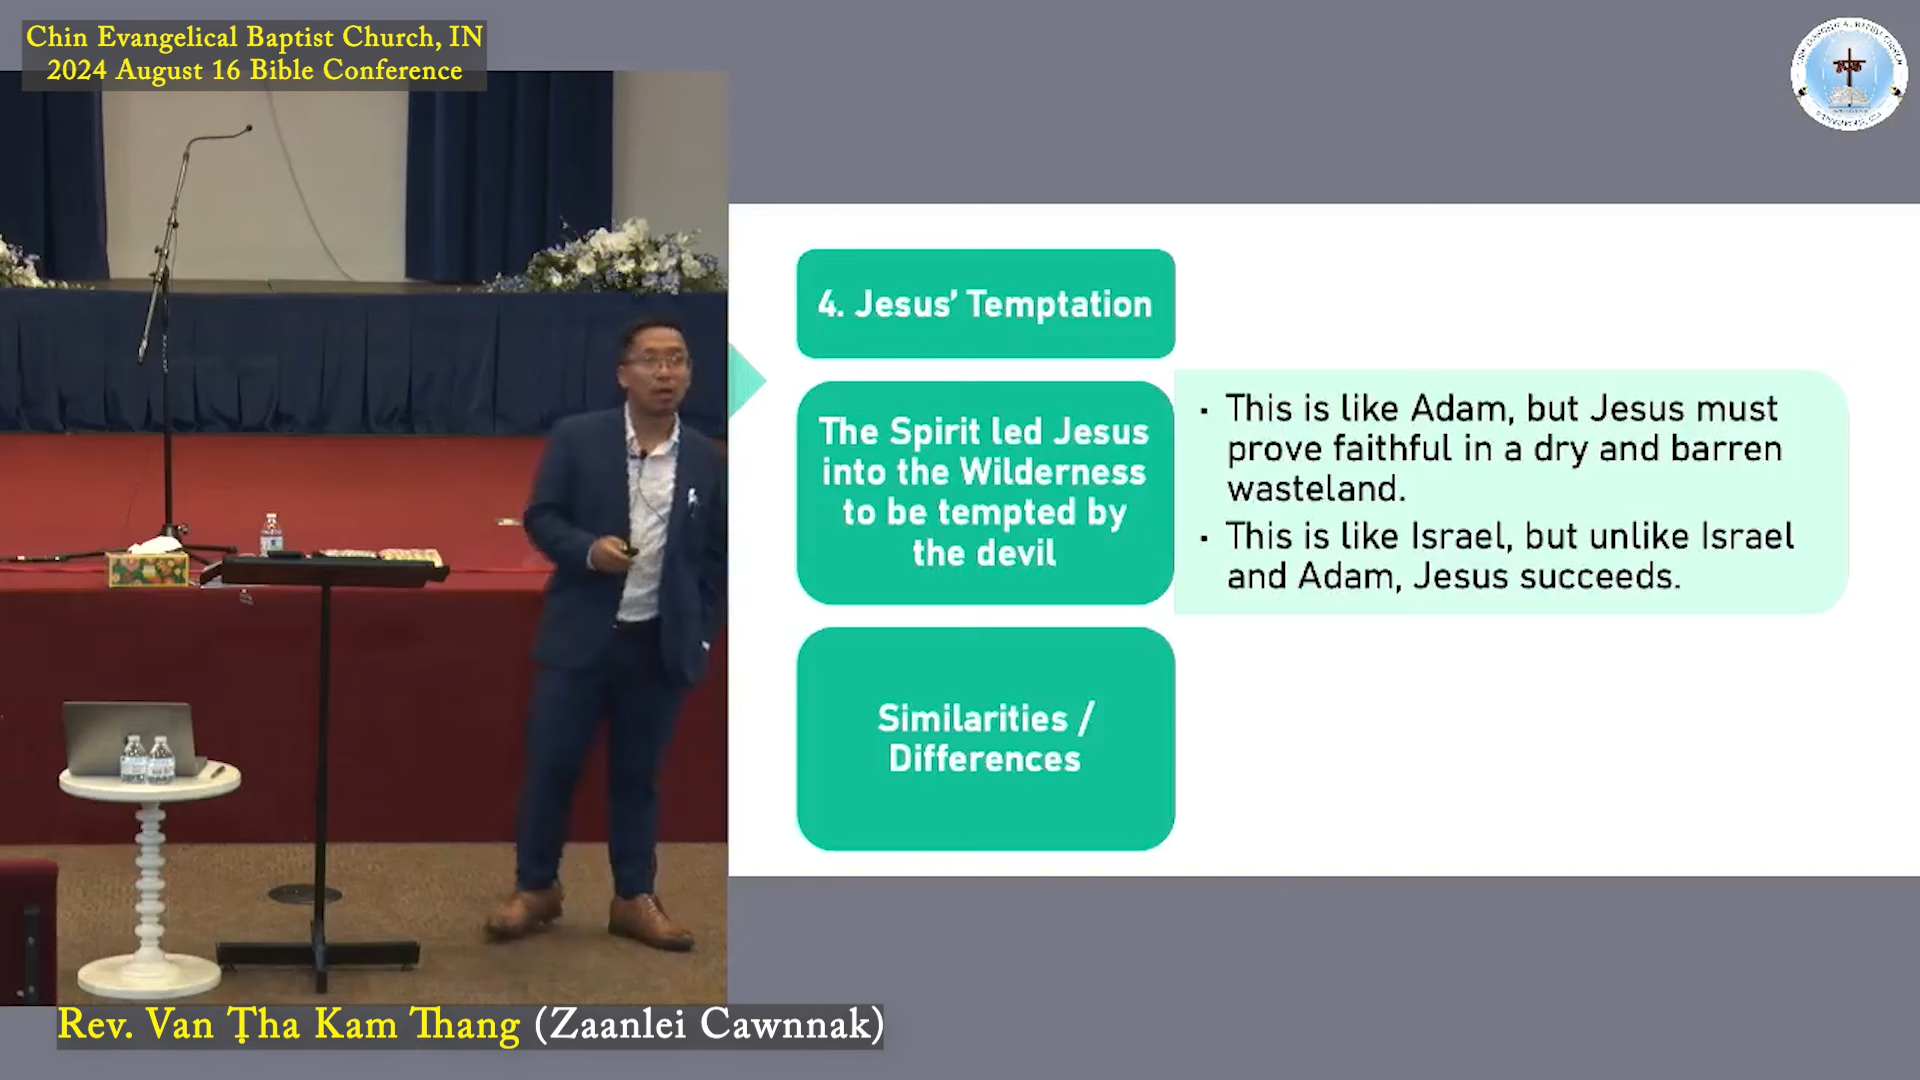 Chin Evangelical Baptist Church, IN
2024 August 16 Bible Conference
4. Jesus’ Temptation
The Spirit led Jesus
into the Wilderness
to be tempted by
the devil
▪ This is like Adam, but Jesus must
prove faithful in a dry and barren
wasteland.
▪ This is like Israel, but unlike Israel
and Adam, Jesus succeeds.
Similarities /
Differences
Rev. Van Ṭha Kam Thang (Zaanlei Cawnnak)